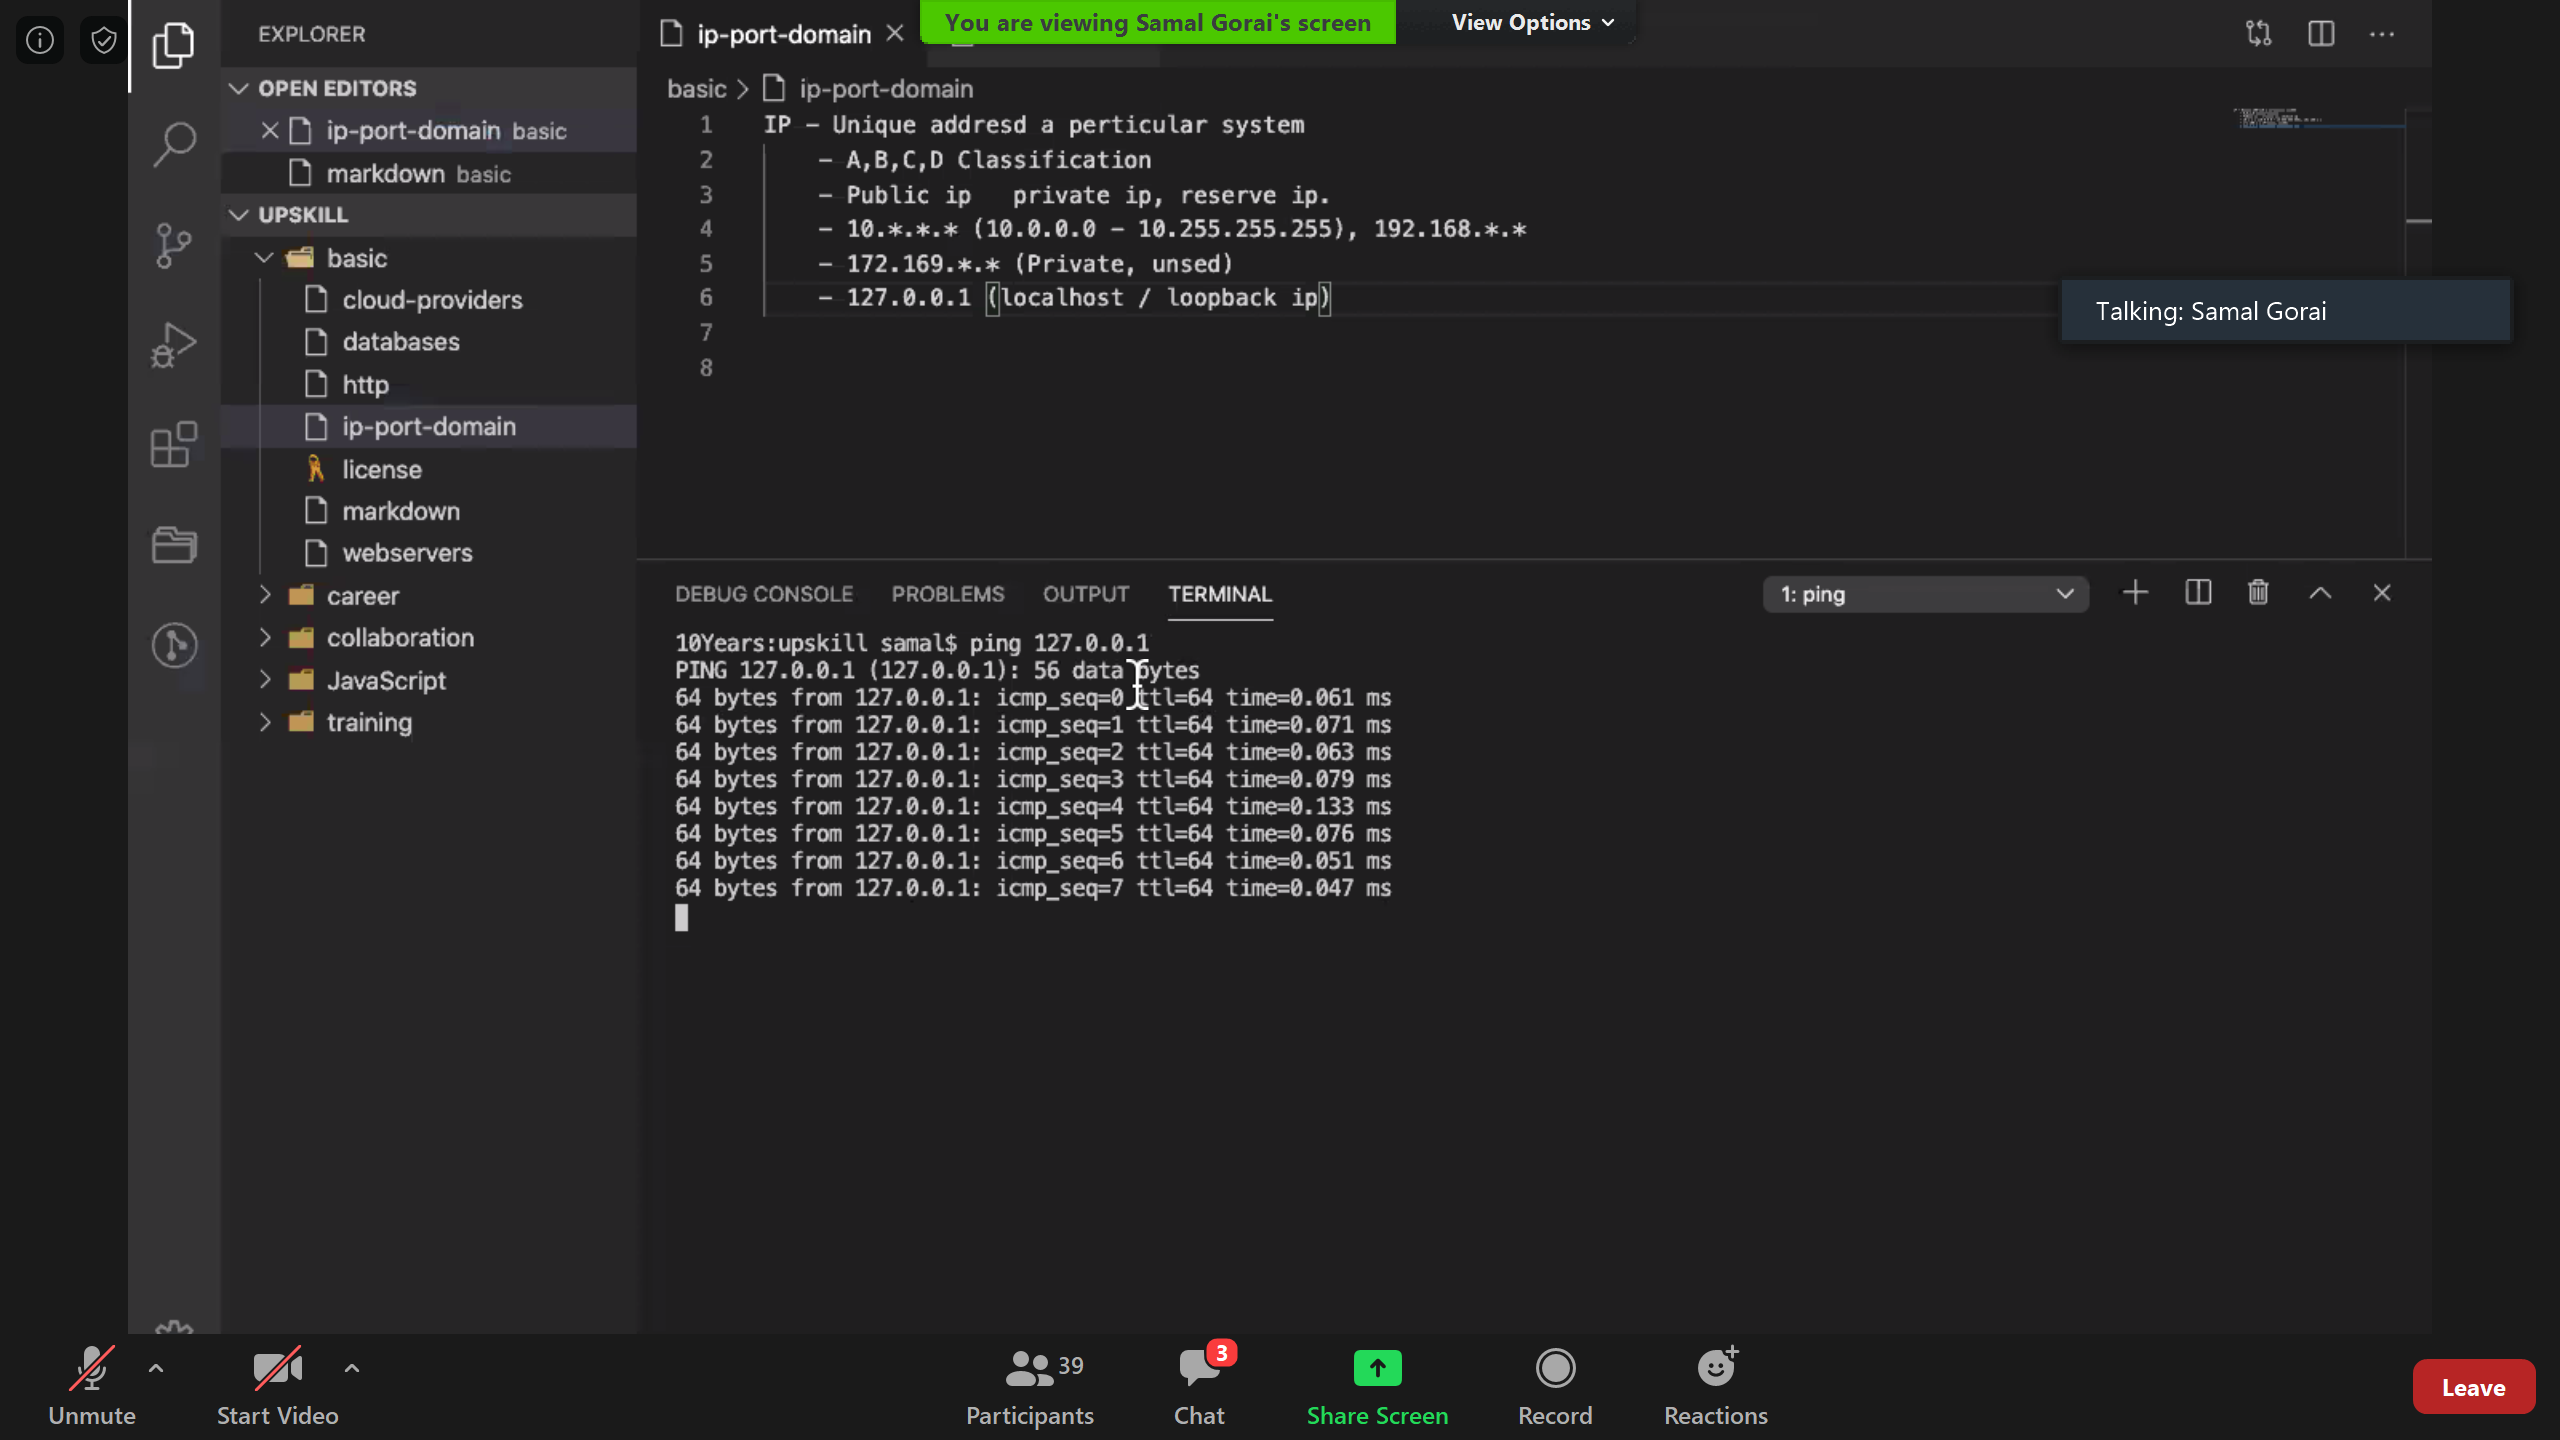 You are viewing Samal Gorai's screen
View Options
EXPLORER
OPEN EDITORS
ip-port-domain basic
markdown basic
UPSKILL
basic
cloud-providers
databases
http
ip-port-domain
license
markdown
webservers
career
collaboration
JavaScript
training
ip-port-domain
basic > ip-port-domain
1 IP - Unique addresd a perticular system
2 - A,B,C,D Classification
3 - Public ip   private ip, reserve ip.
4 - 10.*.*.* (10.0.0.0 - 10.255.255.255), 192.168.*.*
5 - 172.169.*.* (Private, unsed)
6 - 127.0.0.1 (localhost / loopback ip)
7
8
Talking: Samal Gorai
DEBUG CONSOLE PROBLEMS OUTPUT TERMINAL
1: ping
10Years:upskill samal$ ping 127.0.0.1
PING 127.0.0.1 (127.0.0.1): 56 data bytes
64 bytes from 127.0.0.1: icmp_seq=0 ttl=64 time=0.061 ms
64 bytes from 127.0.0.1: icmp_seq=1 ttl=64 time=0.071 ms
64 bytes from 127.0.0.1: icmp_seq=2 ttl=64 time=0.063 ms
64 bytes from 127.0.0.1: icmp_seq=3 ttl=64 time=0.079 ms
64 bytes from 127.0.0.1: icmp_seq=4 ttl=64 time=0.133 ms
64 bytes from 127.0.0.1: icmp_seq=5 ttl=64 time=0.076 ms
64 bytes from 127.0.0.1: icmp_seq=6 ttl=64 time=0.051 ms
64 bytes from 127.0.0.1: icmp_seq=7 ttl=64 time=0.047 ms
Unmute
Start Video
39
Participants
3
Chat
Share Screen
Record
Reactions
Leave